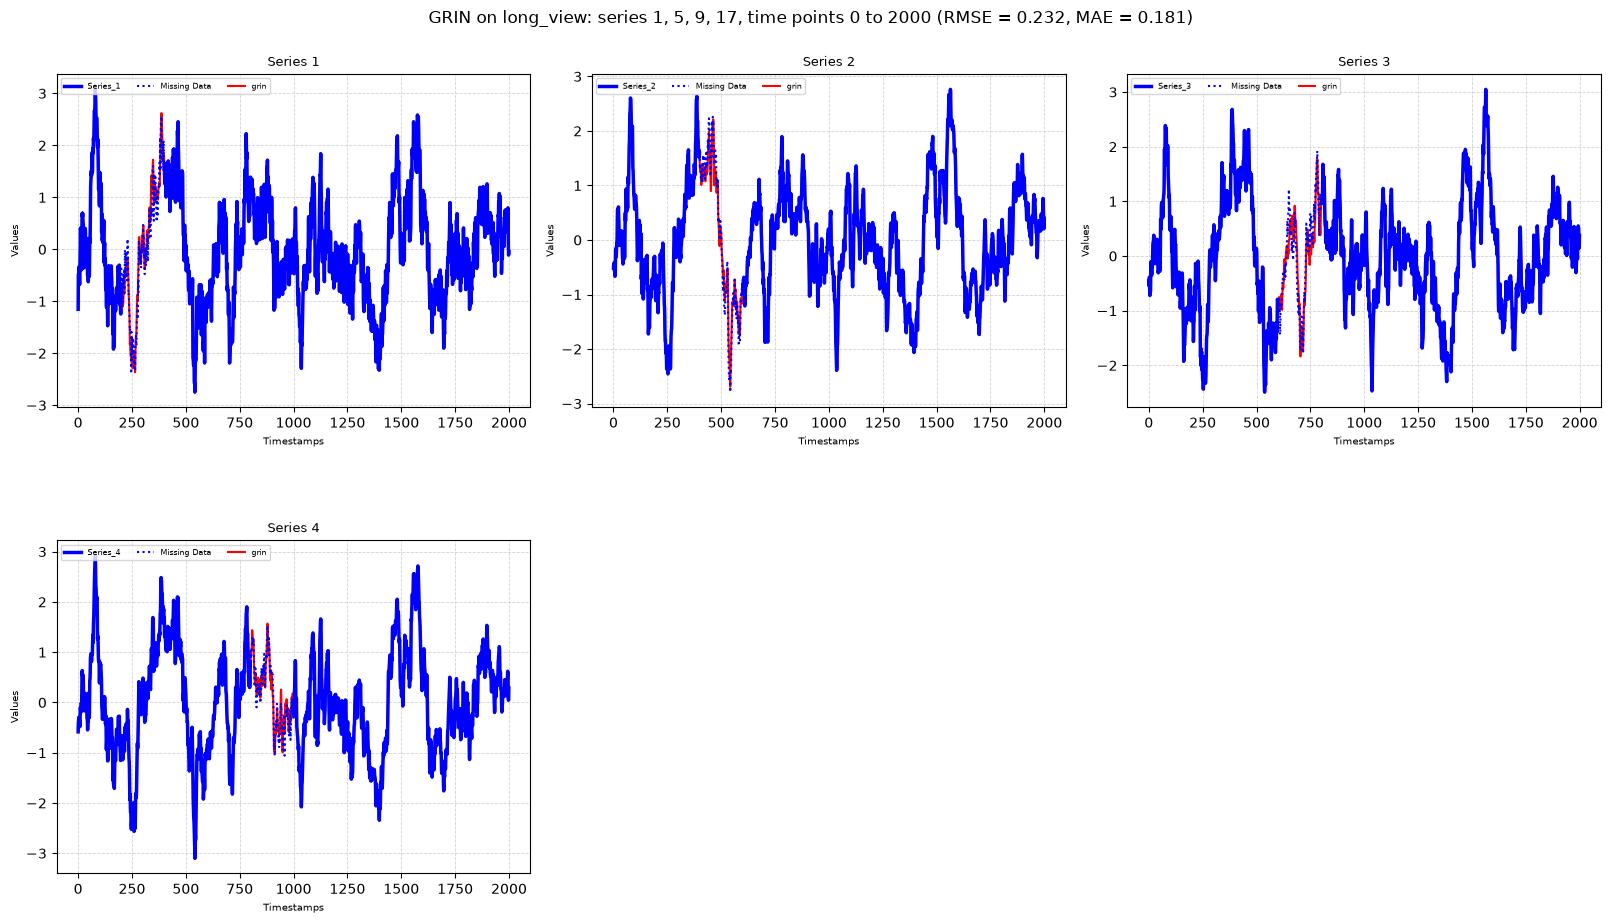 GRIN on long_view: series 1, 5, 9, 17, time points 0 to 2000 (RMSE = 0.232, MAE = 0.181)
Series 1
Series_1 Missing Data grin
3
2
1
0
−1
−2
−3
Values
0 250 500 750 1000 1250 1500 1750 2000
Timestamps
Series 2
Series_2 Missing Data grin
3
2
1
0
−1
−2
−3
Values
0 250 500 750 1000 1250 1500 1750 2000
Timestamps
Series 3
Series_3 Missing Data grin
3
2
1
0
−1
−2
Values
0 250 500 750 1000 1250 1500 1750 2000
Timestamps
Series 4
Series_4 Missing Data grin
3
2
1
0
−1
−2
−3
Values
0 250 500 750 1000 1250 1500 1750 2000
Timestamps